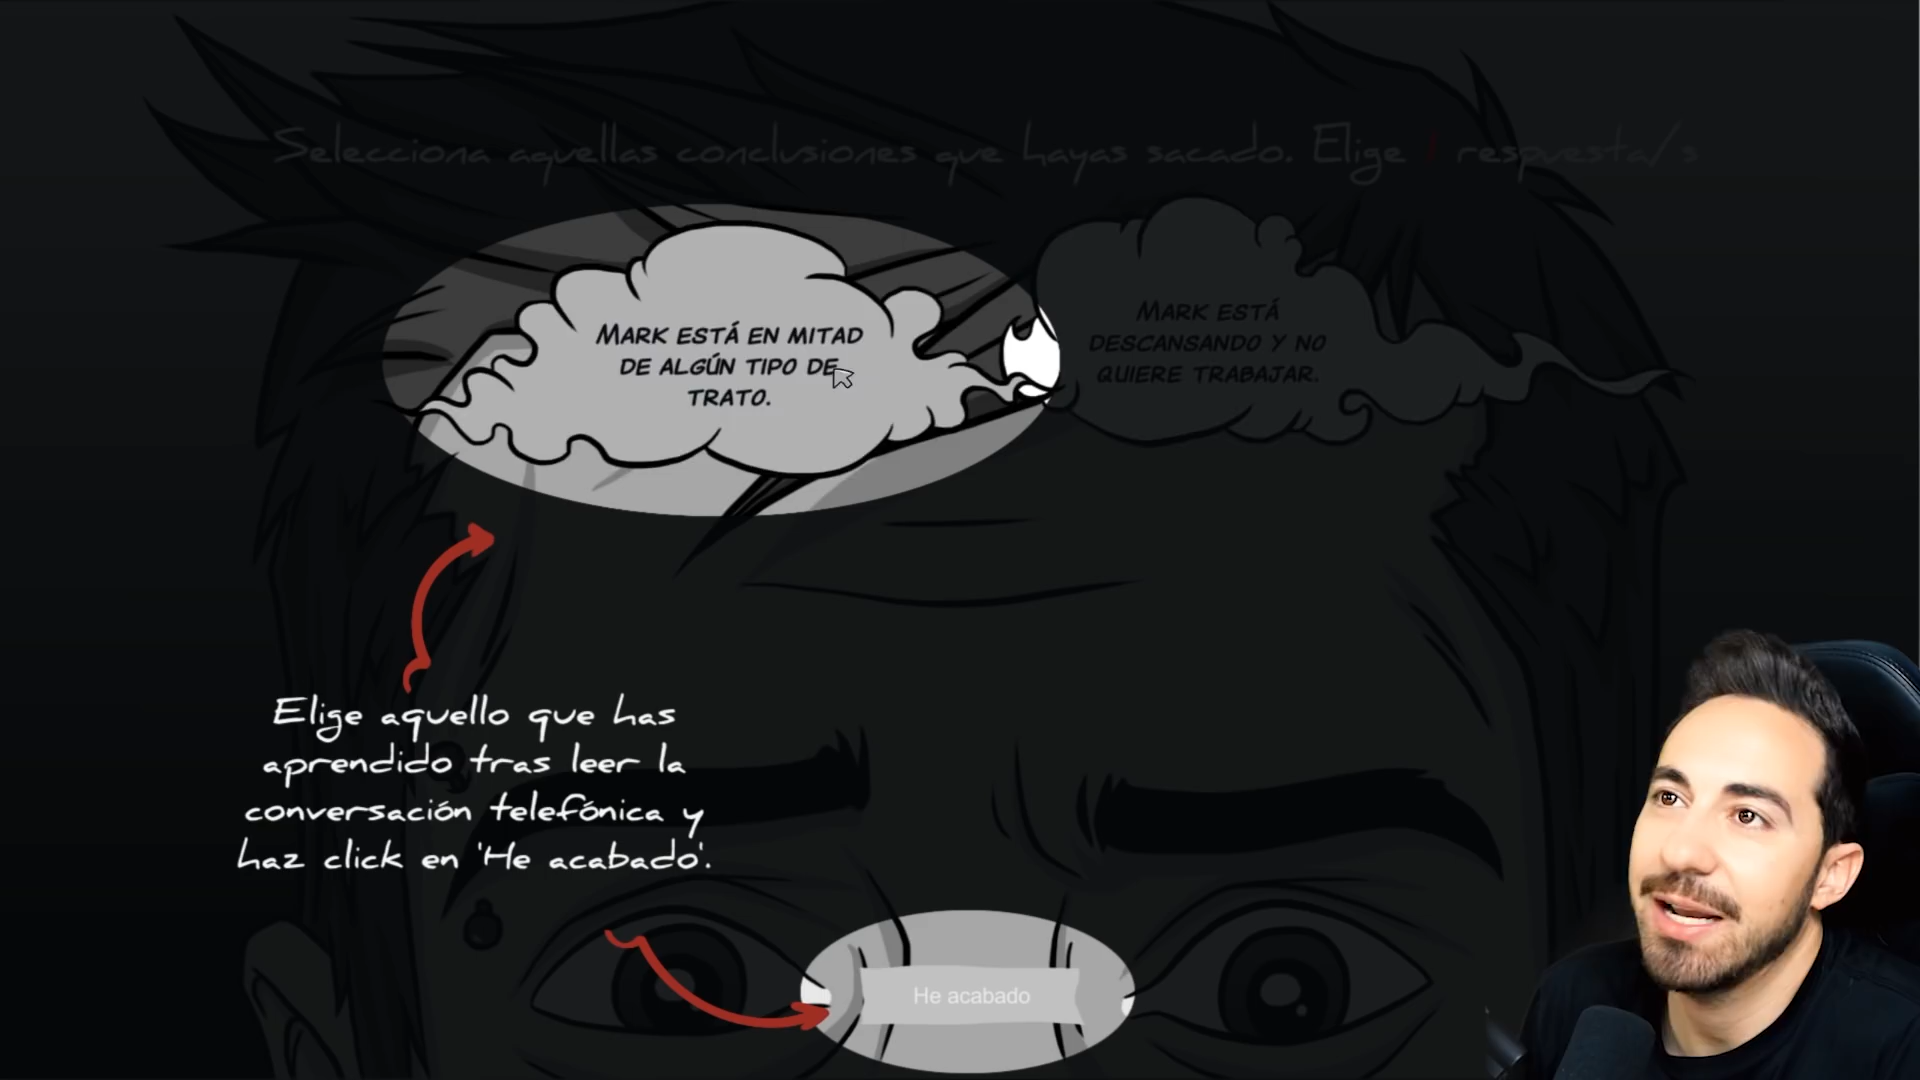 Selecciona aquellas conclusiones que hayas sacado. Elige 1 respuesta/s
MARK ESTÁ EN MITAD
DE ALGÚN TIPO DE
TRATO.
MARK ESTÁ
DESCANSANDO Y NO
QUIERE TRABAJAR.
Elige aquello que has
aprendido tras leer la
conversación telefónica y
haz click en 'He acabado'.
He acabado